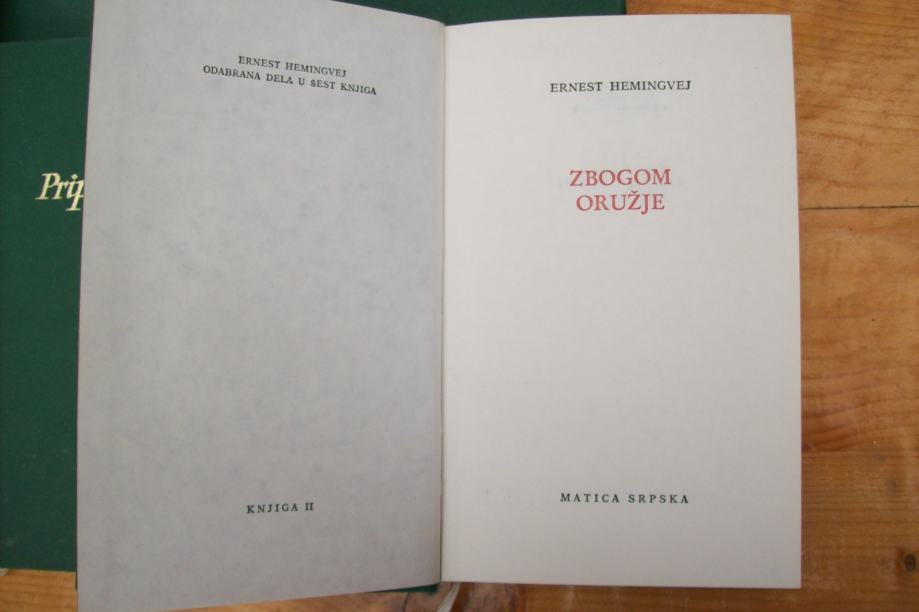 ERNEST HEMINGVEJ
ODABRANA DELA U ŠEST KNJIGA
KNJIGA II
ERNEST HEMINGVEJ
ZBOGOM
ORUŽJE
MATICA SRPSKA